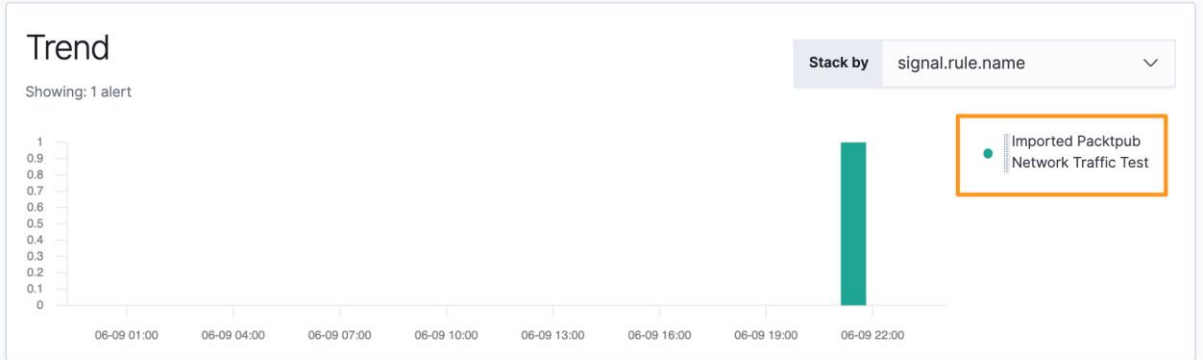 Trend
Stack by signal.rule.name
Showing: 1 alert
Imported Packtpub
Network Traffic Test
1
0.9
0.8
0.7
0.6
0.5
0.4
0.3
0.2
0.1
0
06-09 01:00 06-09 04:00 06-09 07:00 06-09 10:00 06-09 13:00 06-09 16:00 06-09 19:00 06-09 22:00